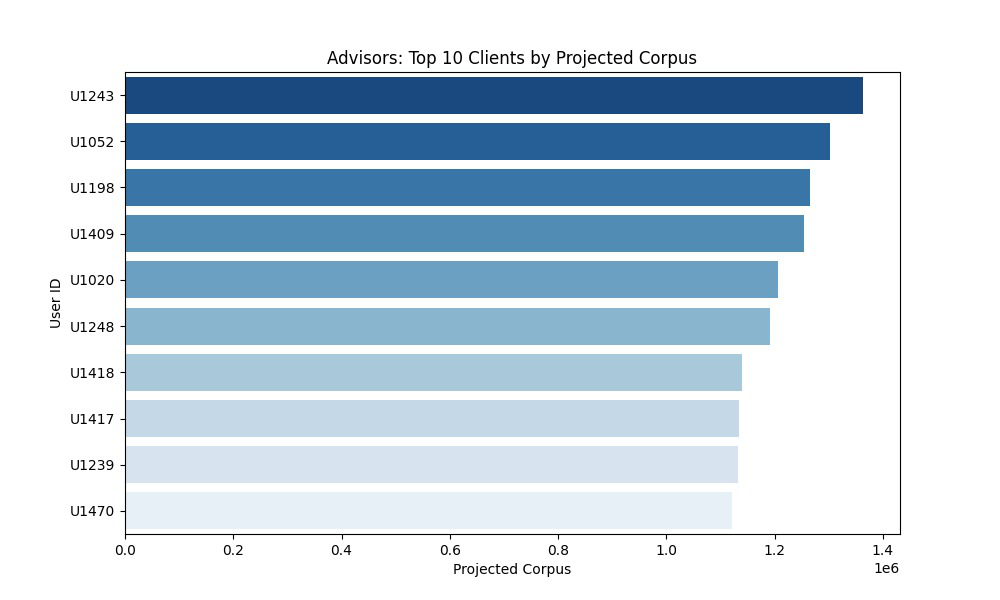 Advisors: Top 10 Clients by Projected Corpus
User ID
U1243
U1052
U1198
U1409
U1020
U1248
U1418
U1417
U1239
U1470
0.0 0.2 0.4 0.6 0.8 1.0 1.2 1.4
1e6
Projected Corpus